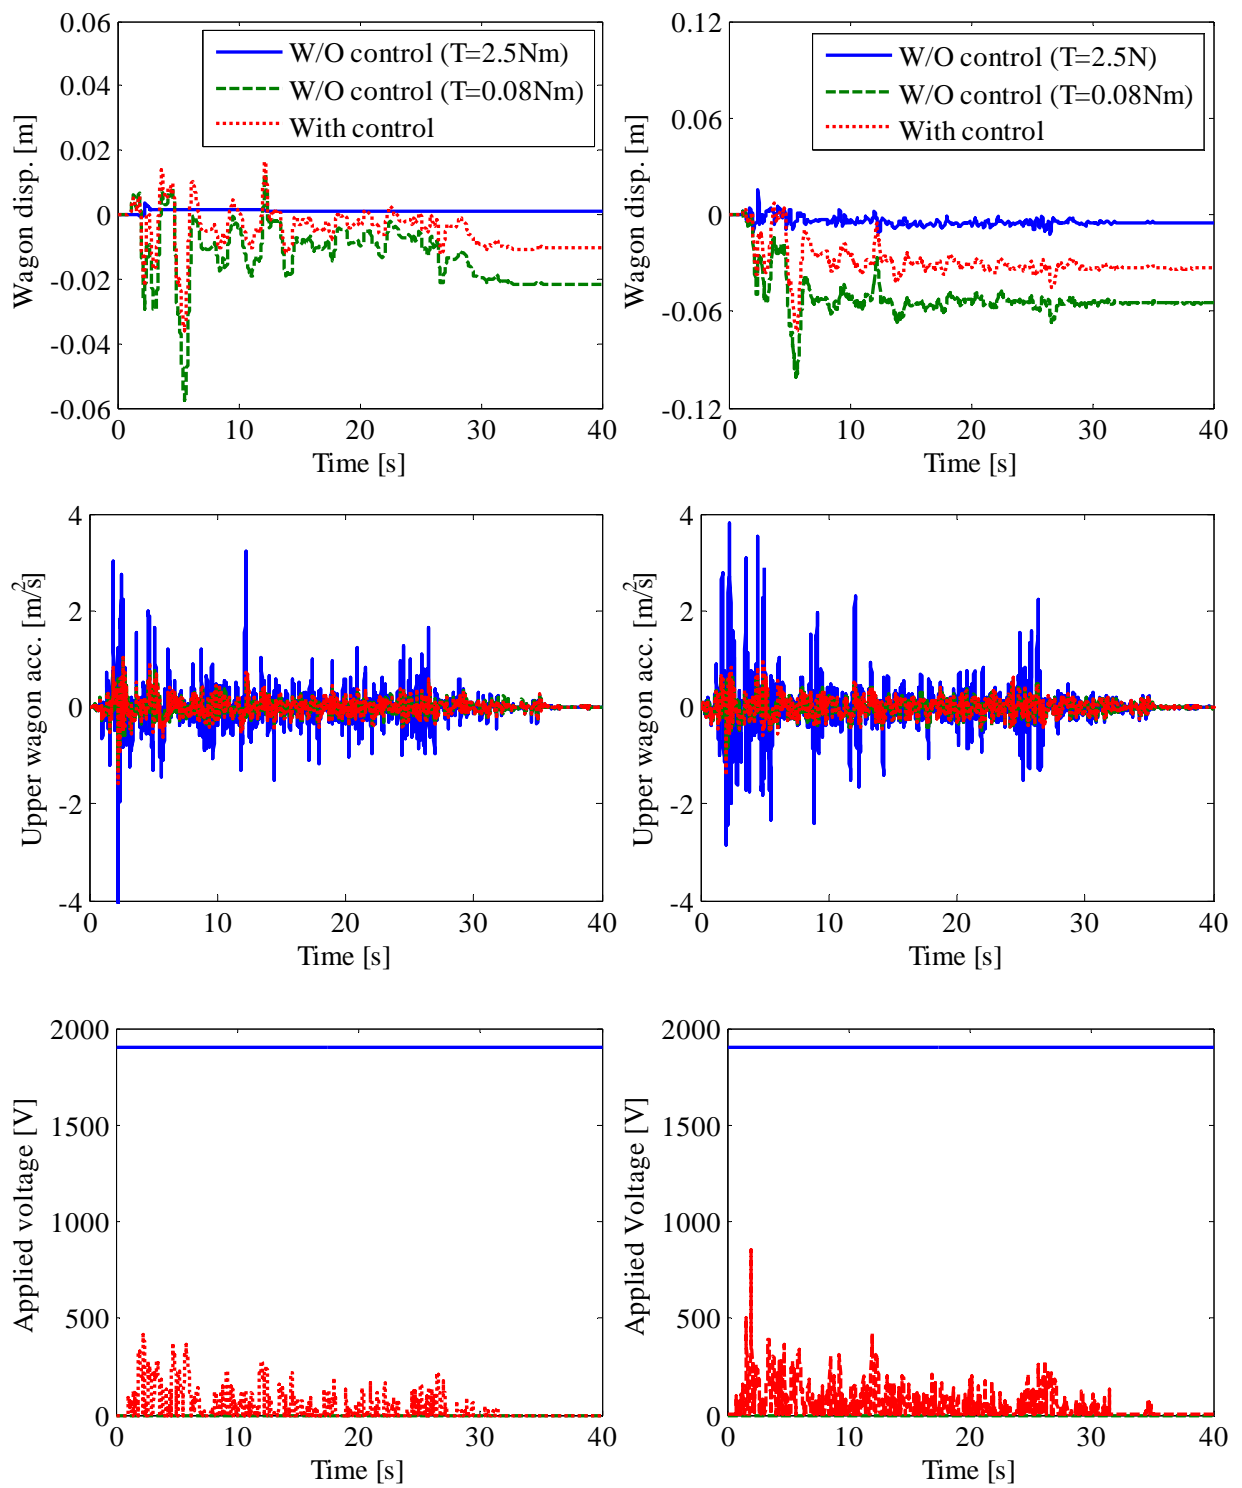 0.06
0.04
0.02
0
-0.02
-0.04
-0.06
Wagon disp. [m]
W/O control (T=2.5Nm)
W/O control (T=0.08Nm)
With control
0 10 20 30 40
Time [s]
0.12
0.06
0
-0.06
-0.12
Wagon disp. [m]
W/O control (T=2.5N)
W/O control (T=0.08Nm)
With control
0 10 20 30 40
Time [s]
4
2
0
-2
-4
Upper wagon acc. [m/s²]
0 10 20 30 40
Time [s]
4
2
0
-2
-4
Upper wagon acc. [m/s²]
0 10 20 30 40
Time [s]
2000
1500
1000
500
0
Applied voltage [V]
0 10 20 30 40
Time [s]
2000
1500
1000
500
0
Applied Voltage [V]
0 10 20 30 40
Time [s]